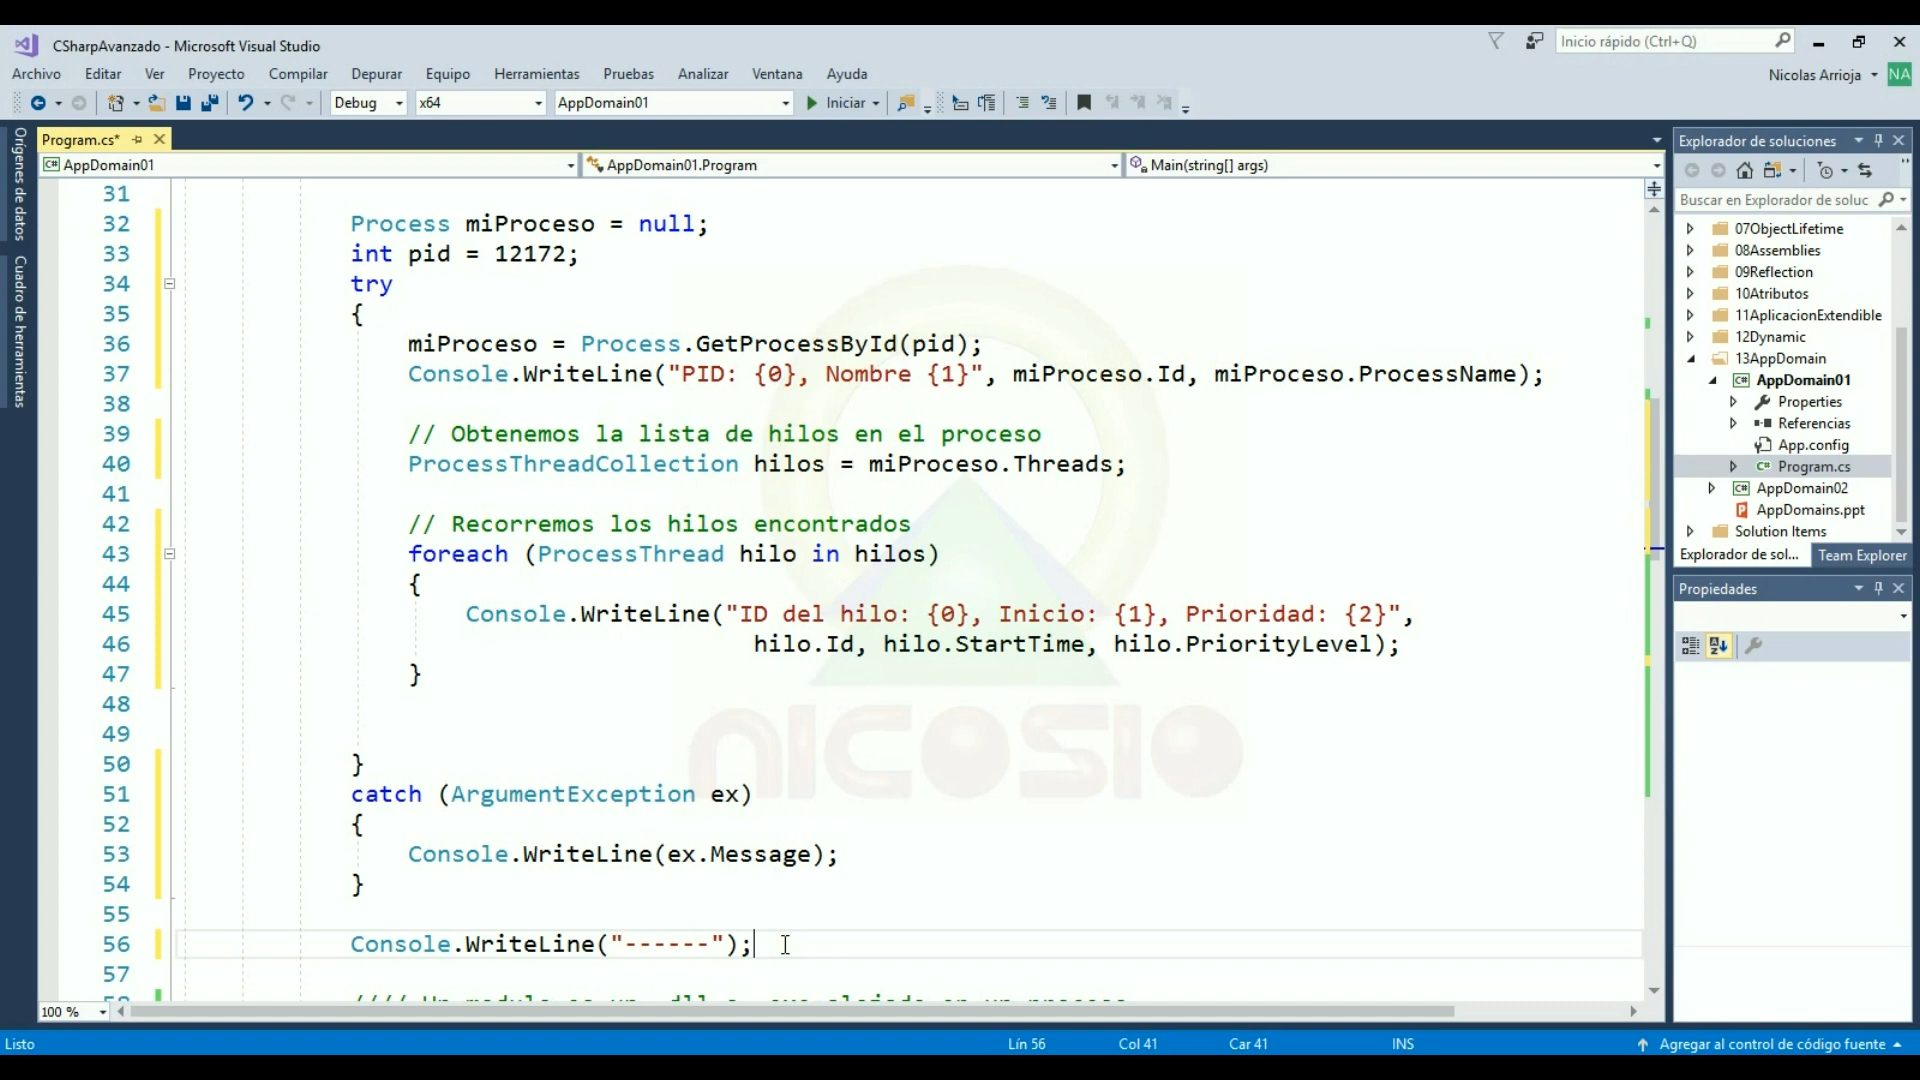 CSharpAvanzado - Microsoft Visual Studio
Inicio rápido (Ctrl+Q)
Archivo Editar Ver Proyecto Compilar Depurar Equipo Herramientas Pruebas Analizar Ventana Ayuda
Nicolas Arrioja NA
Debug x64 AppDomain01 Iniciar
Orígenes de datos
Cuadro de herramientas
Program.cs*
AppDomain01 AppDomain01.Program Main(string[] args)
31
32 Process miProceso = null;
33 int pid = 12172;
34 try
35 {
36 miProceso = Process.GetProcessById(pid);
37 Console.WriteLine("PID: {0}, Nombre {1}", miProceso.Id, miProceso.ProcessName);
38
39 // Obtenemos la lista de hilos en el proceso
40 ProcessThreadCollection hilos = miProceso.Threads;
41
42 // Recorremos los hilos encontrados
43 foreach (ProcessThread hilo in hilos)
44 {
45 Console.WriteLine("ID del hilo: {0}, Inicio: {1}, Prioridad: {2}",
46 hilo.Id, hilo.StartTime, hilo.PriorityLevel);
47 }
48
49
50 }
51 catch (ArgumentException ex)
52 {
53 Console.WriteLine(ex.Message);
54 }
55
56 Console.WriteLine("------");
57
NICOSIO
100 %
Explorador de soluciones
Buscar en Explorador de soluc
07ObjectLifetime
08Assemblies
09Reflection
10Atributos
11AplicacionExtendible
12Dynamic
13AppDomain
AppDomain01
Properties
Referencias
App.config
Program.cs
AppDomain02
AppDomains.ppt
Solution Items
Explorador de sol... Team Explorer
Propiedades
Listo Lín 56 Col 41 Car 41 INS Agregar al control de código fuente